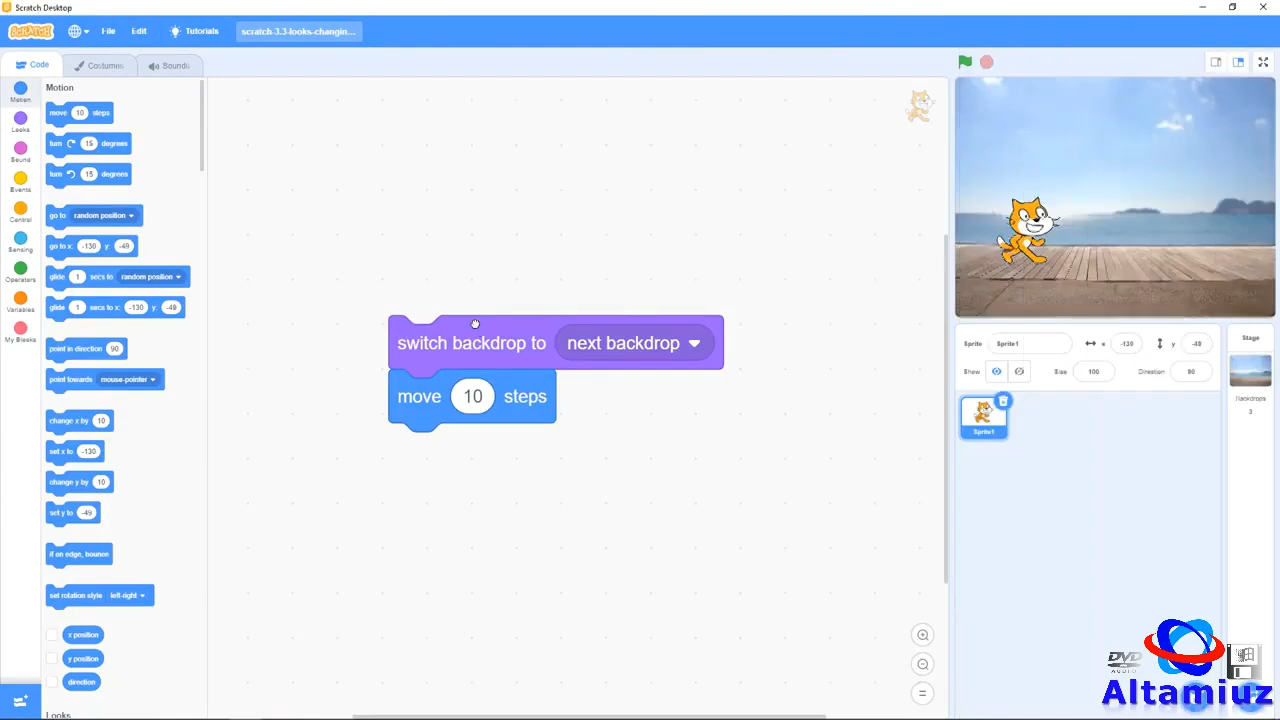 Scratch Desktop
SCRATCH
File
Edit
Tutorials
scratch-3.3-looks-changin...
Code
Costumes
Sounds
Motion
Looks
Sound
Events
Control
Sensing
Operators
Variables
My Blocks
Motion
move 10 steps
turn 15 degrees
turn 15 degrees
go to random position
go to x: -130 y: -49
glide 1 secs to random position
glide 1 secs to x: -130 y: -49
point in direction 90
point towards mouse-pointer
change x by 10
set x to -130
change y by 10
set y to -49
if on edge, bounce
set rotation style left-right
x position
y position
direction
Looks
switch backdrop to next backdrop
move 10 steps
Sprite
Sprite1
x
-130
y
-49
Show
Size
100
Direction
90
Sprite1
Stage
Backdrops
3
DVD
AUDIO
Altamiuz